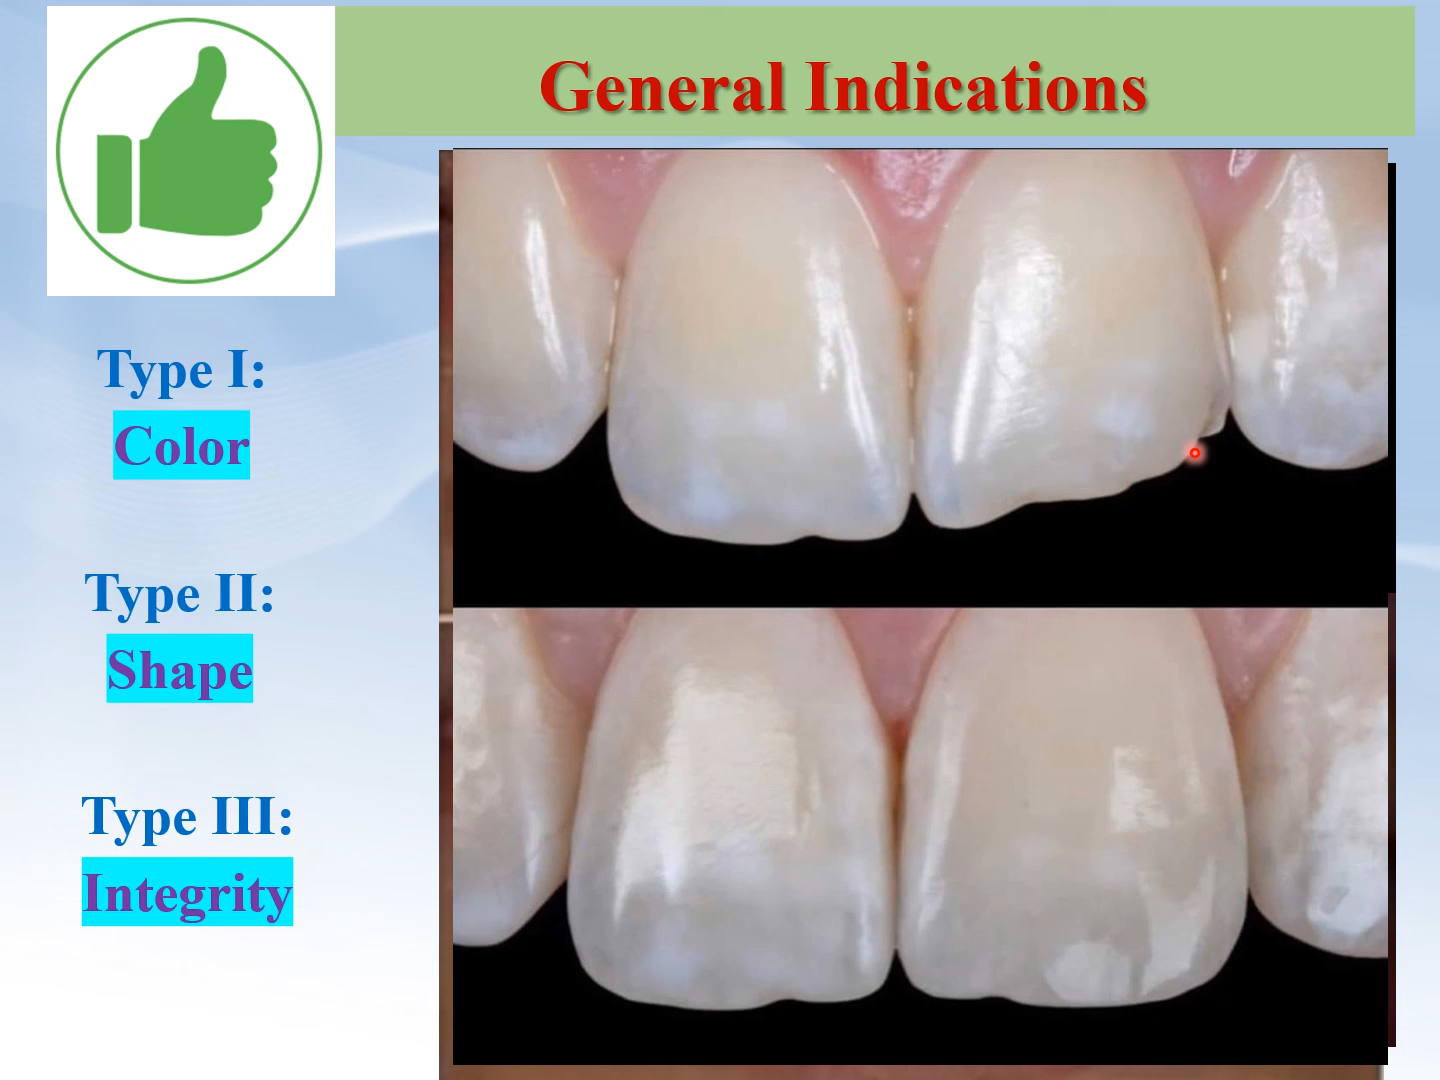 General Indications
Type I:
Color
Type II:
Shape
Type III:
Integrity